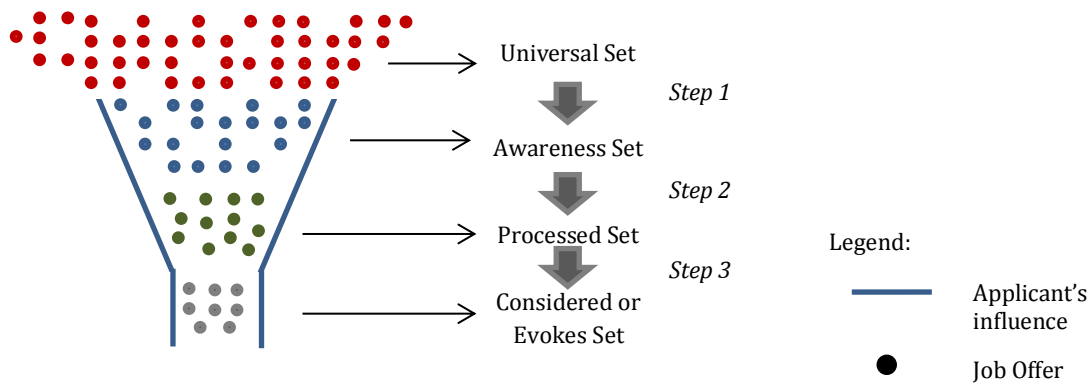 Universal Set
Step 1
Awareness Set
Step 2
Processed Set
Legend:
Step 3
Considered or
Evokes Set
Applicant's
influence
Job Offer